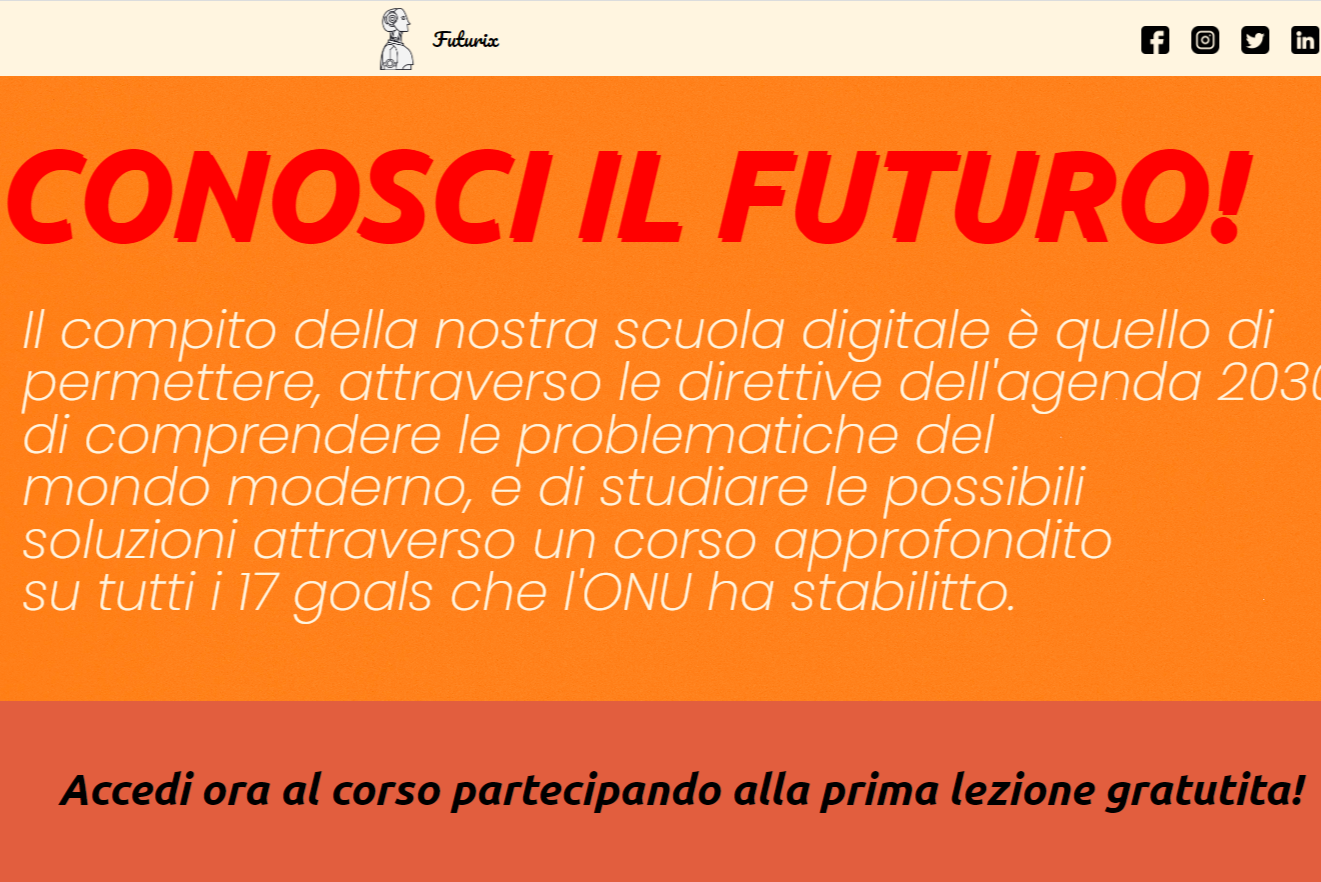 Futurix
CONOSCI IL FUTURO!
Il compito della nostra scuola digitale è quello di
permettere, attraverso le direttive dell'agenda 2030
di comprendere le problematiche del
mondo moderno, e di studiare le possibili
soluzioni attraverso un corso approfondito
su tutti i 17 goals che l'ONU ha stabilitto.
Accedi ora al corso partecipando alla prima lezione gratutita!